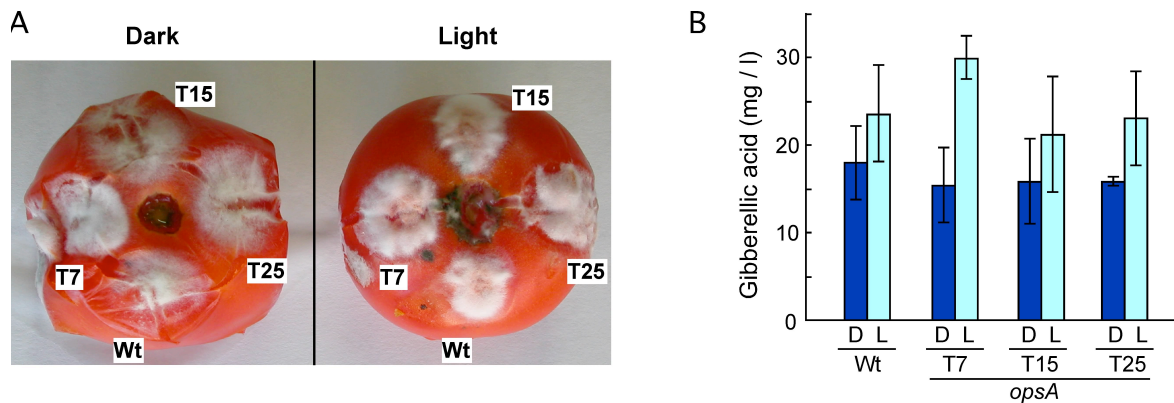 A
Dark
Light
T15
T7
T25
Wt
T15
T7
T25
Wt
B
Gibberellic acid (mg / l)
30
20
10
0
D L D L D L D L
Wt T7 T15 T25
opsA